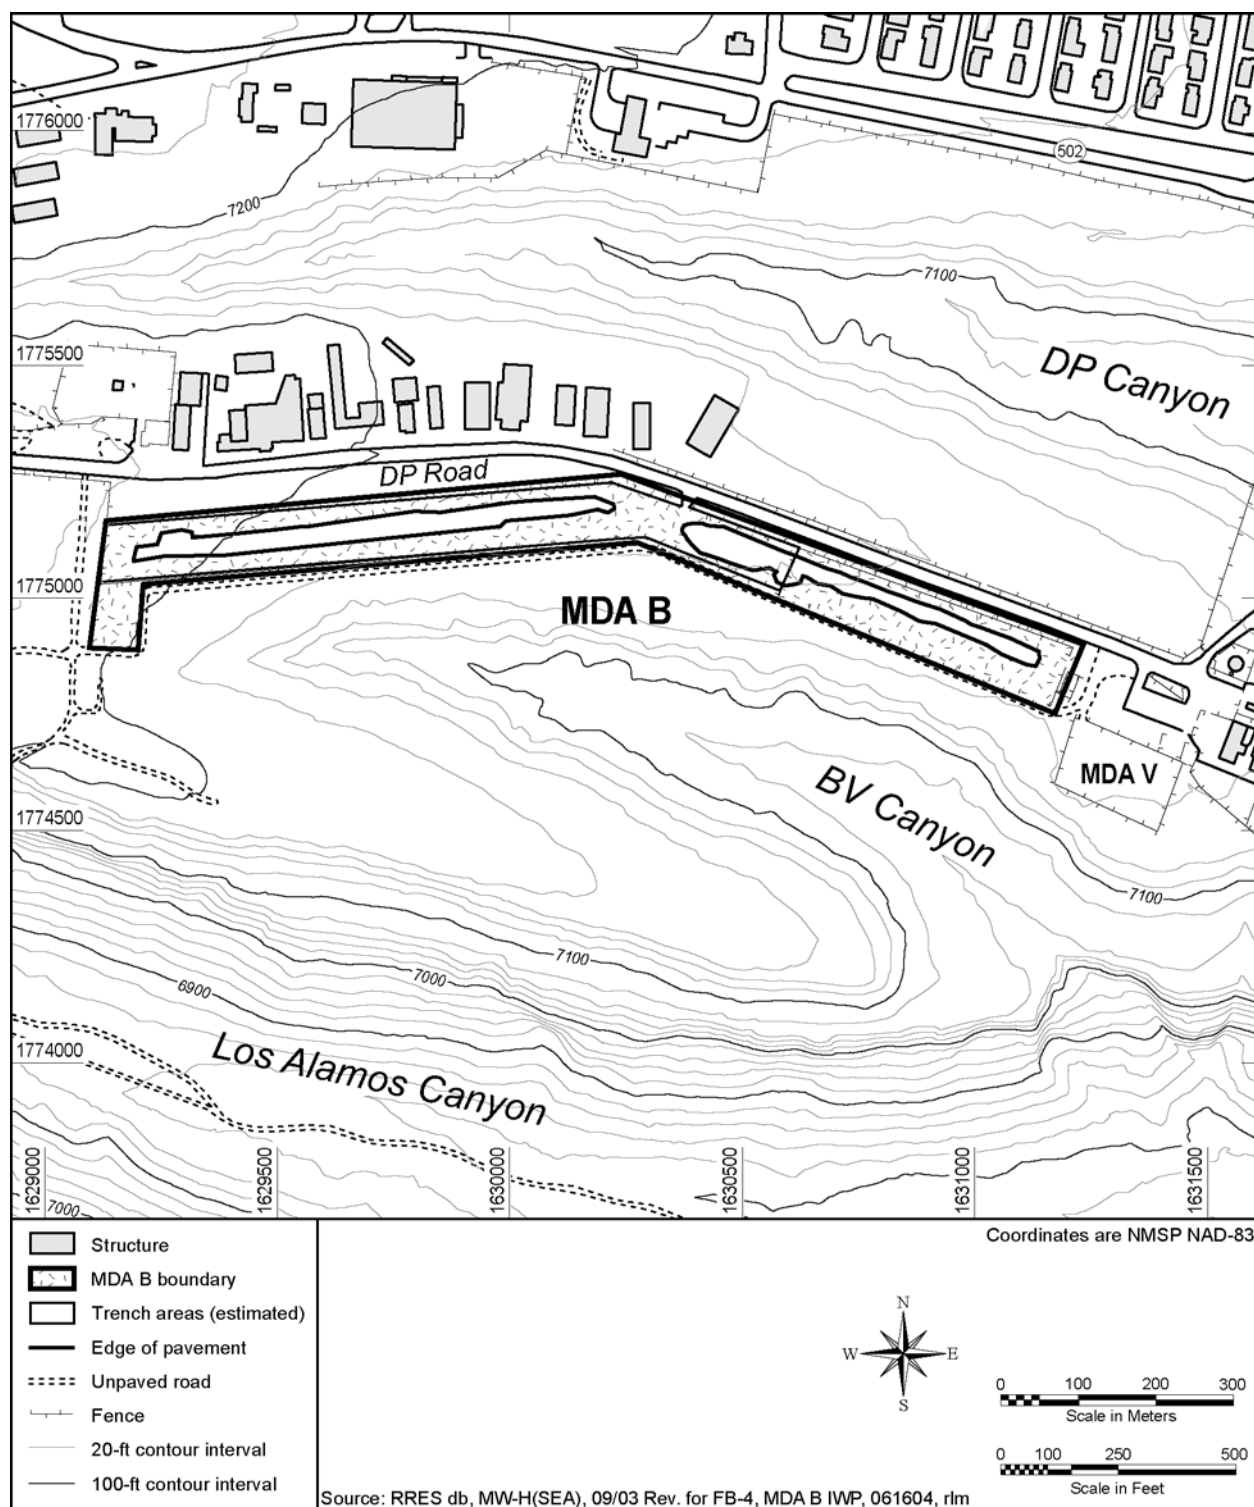 1776000
502
7200
7100
1775500
DP Canyon
DP Road
1775000
MDA B
MDA V
BV Canyon
1774500
7100
7100
7000
6900
1774000
Los Alamos Canyon
1629000
1629500
1630000
1630500
1631000
1631500
7000
Structure
MDA B boundary
Trench areas (estimated)
Edge of pavement
Unpaved road
Fence
20-ft contour interval
100-ft contour interval
Coordinates are NMSP NAD-83
N
W E
S
0 100 200 300
Scale in Meters
0 100 250 500
Scale in Feet
Source: RRES db, MW-H(SEA), 09/03 Rev. for FB-4, MDA B IWP, 061604, rlm